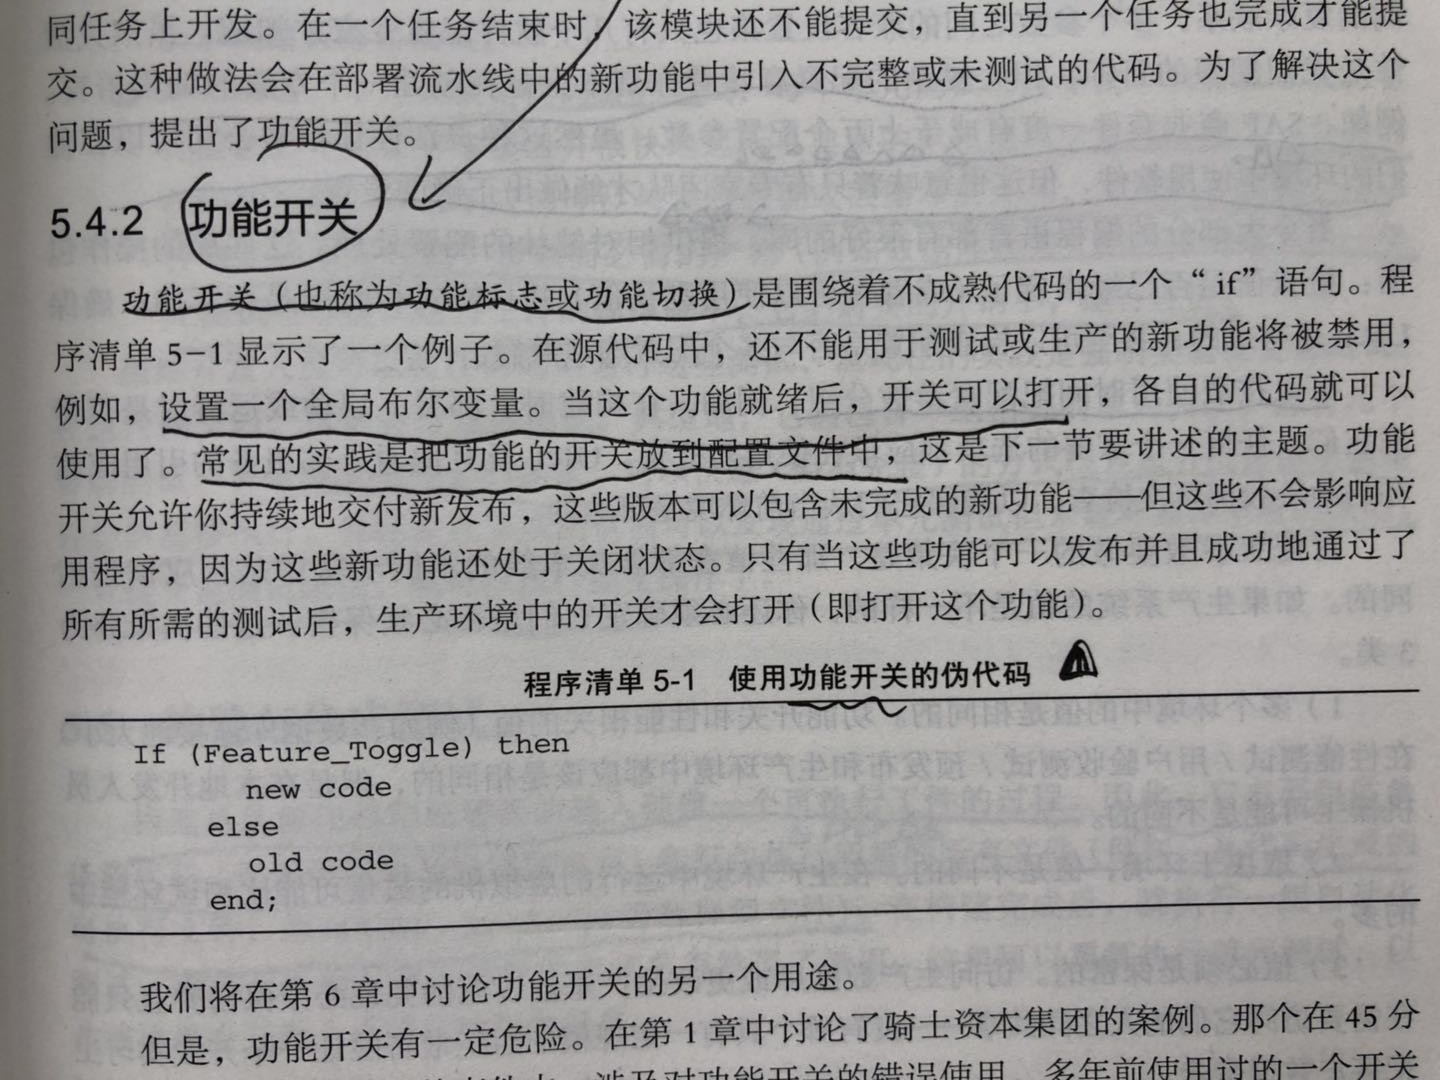 同任务上开发。在一个任务结束时，该模块还不能提交，直到另一个任务也完成才能提
交。这种做法会在部署流水线中的新功能中引入不完整或未测试的代码。为了解决这个
问题，提出了功能开关。
5.4.2 功能开关
功能开关（也称为功能标志或功能切换）是围绕着不成熟代码的一个“if”语句。程
序清单 5-1 显示了一个例子。在源代码中，还不能用于测试或生产的新功能将被禁用，
例如，设置一个全局布尔变量。当这个功能就绪后，开关可以打开，各自的代码就可以
使用了。常见的实践是把功能的开关放到配置文件中，这是下一节要讲述的主题。功能
开关允许你持续地交付新发布，这些版本可以包含未完成的新功能——但这些不会影响应
用程序，因为这些新功能还处于关闭状态。只有当这些功能可以发布并且成功地通过了
所有所需的测试后，生产环境中的开关才会打开（即打开这个功能）。
程序清单 5-1 使用功能开关的伪代码
If (Feature_Toggle) then
new code
else
old code
end;
我们将在第 6 章中讨论功能开关的另一个用途。
但是，功能开关有一定危险。在第 1 章中讨论了骑士资本集团的案例。那个在 45 分
涉及对功能开关的错误使用。多年前使用过的一个开关